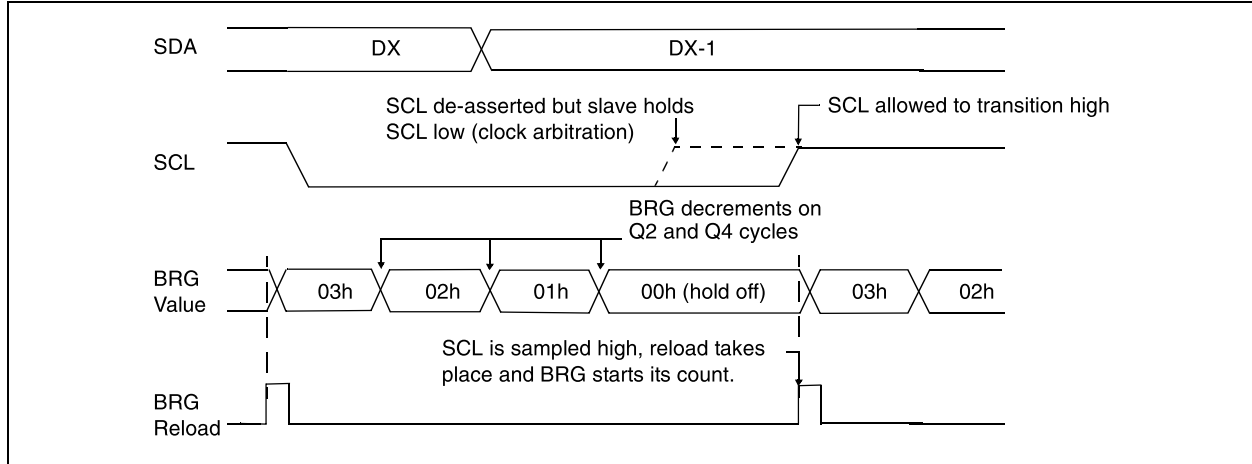 SDA
DX
DX-1
SCL de-asserted but slave holds
SCL low (clock arbitration)
SCL allowed to transition high
SCL
BRG decrements on
Q2 and Q4 cycles
BRG
Value
03h
02h
01h
00h (hold off)
03h
02h
SCL is sampled high, reload takes
place and BRG starts its count.
BRG
Reload